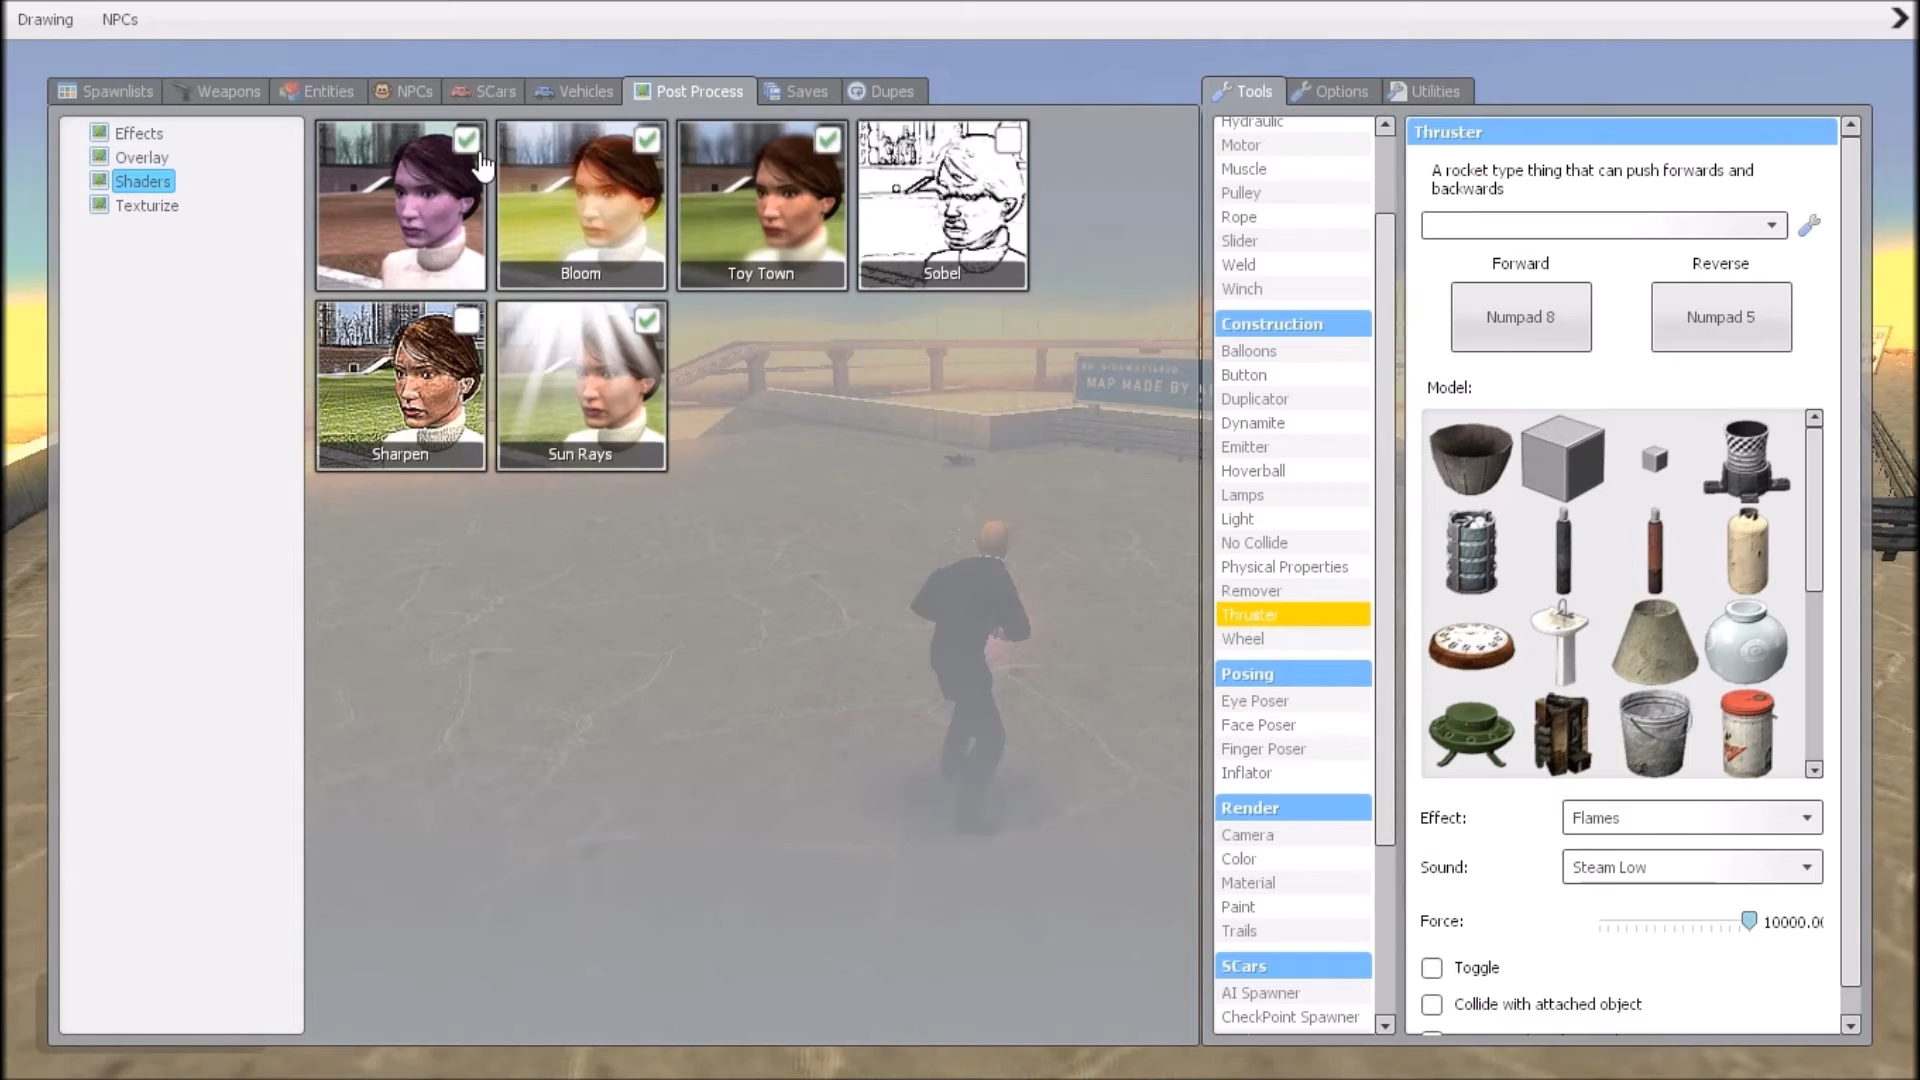 Drawing NPCs
Spawnlists Weapons Entities NPCs SCars Vehicles Post Process Saves Dupes
Tools Options Utilities
Effects
Overlay
Shaders
Texturize
Bloom
Toy Town
Sobel
Sharpen
Sun Rays
MAP MADE BY
Hydraulic
Motor
Muscle
Pulley
Rope
Slider
Weld
Winch
Construction
Balloons
Button
Duplicator
Dynamite
Emitter
Hoverball
Lamps
Light
No Collide
Physical Properties
Remover
Thruster
Wheel
Posing
Eye Poser
Face Poser
Finger Poser
Inflator
Render
Camera
Color
Material
Paint
Trails
SCars
AI Spawner
CheckPoint Spawner
Thruster
A rocket type thing that can push forwards and
backwards
Forward Reverse
Numpad 8 Numpad 5
Model:
Effect: Flames
Sound: Steam Low
Force: 10000.0
Toggle
Collide with attached object